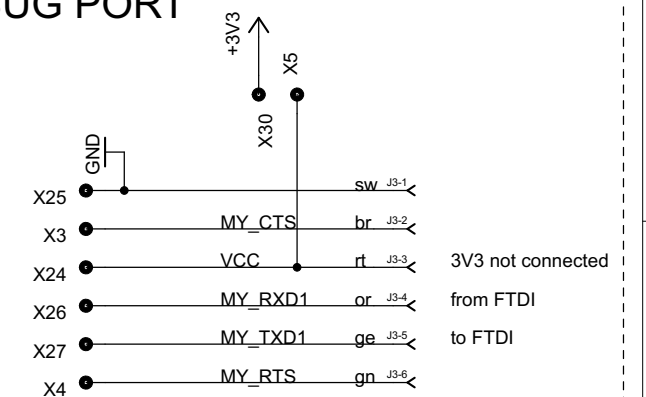 UG PORT
+3V3
X5
X30
GND
X25 sw J3-1
X3 MY_CTS br J3-2
X24 VCC rt J3-3 3V3 not connected
X26 MY_RXD1 or J3-4 from FTDI
X27 MY_TXD1 ge J3-5 to FTDI
X4 MY_RTS gn J3-6